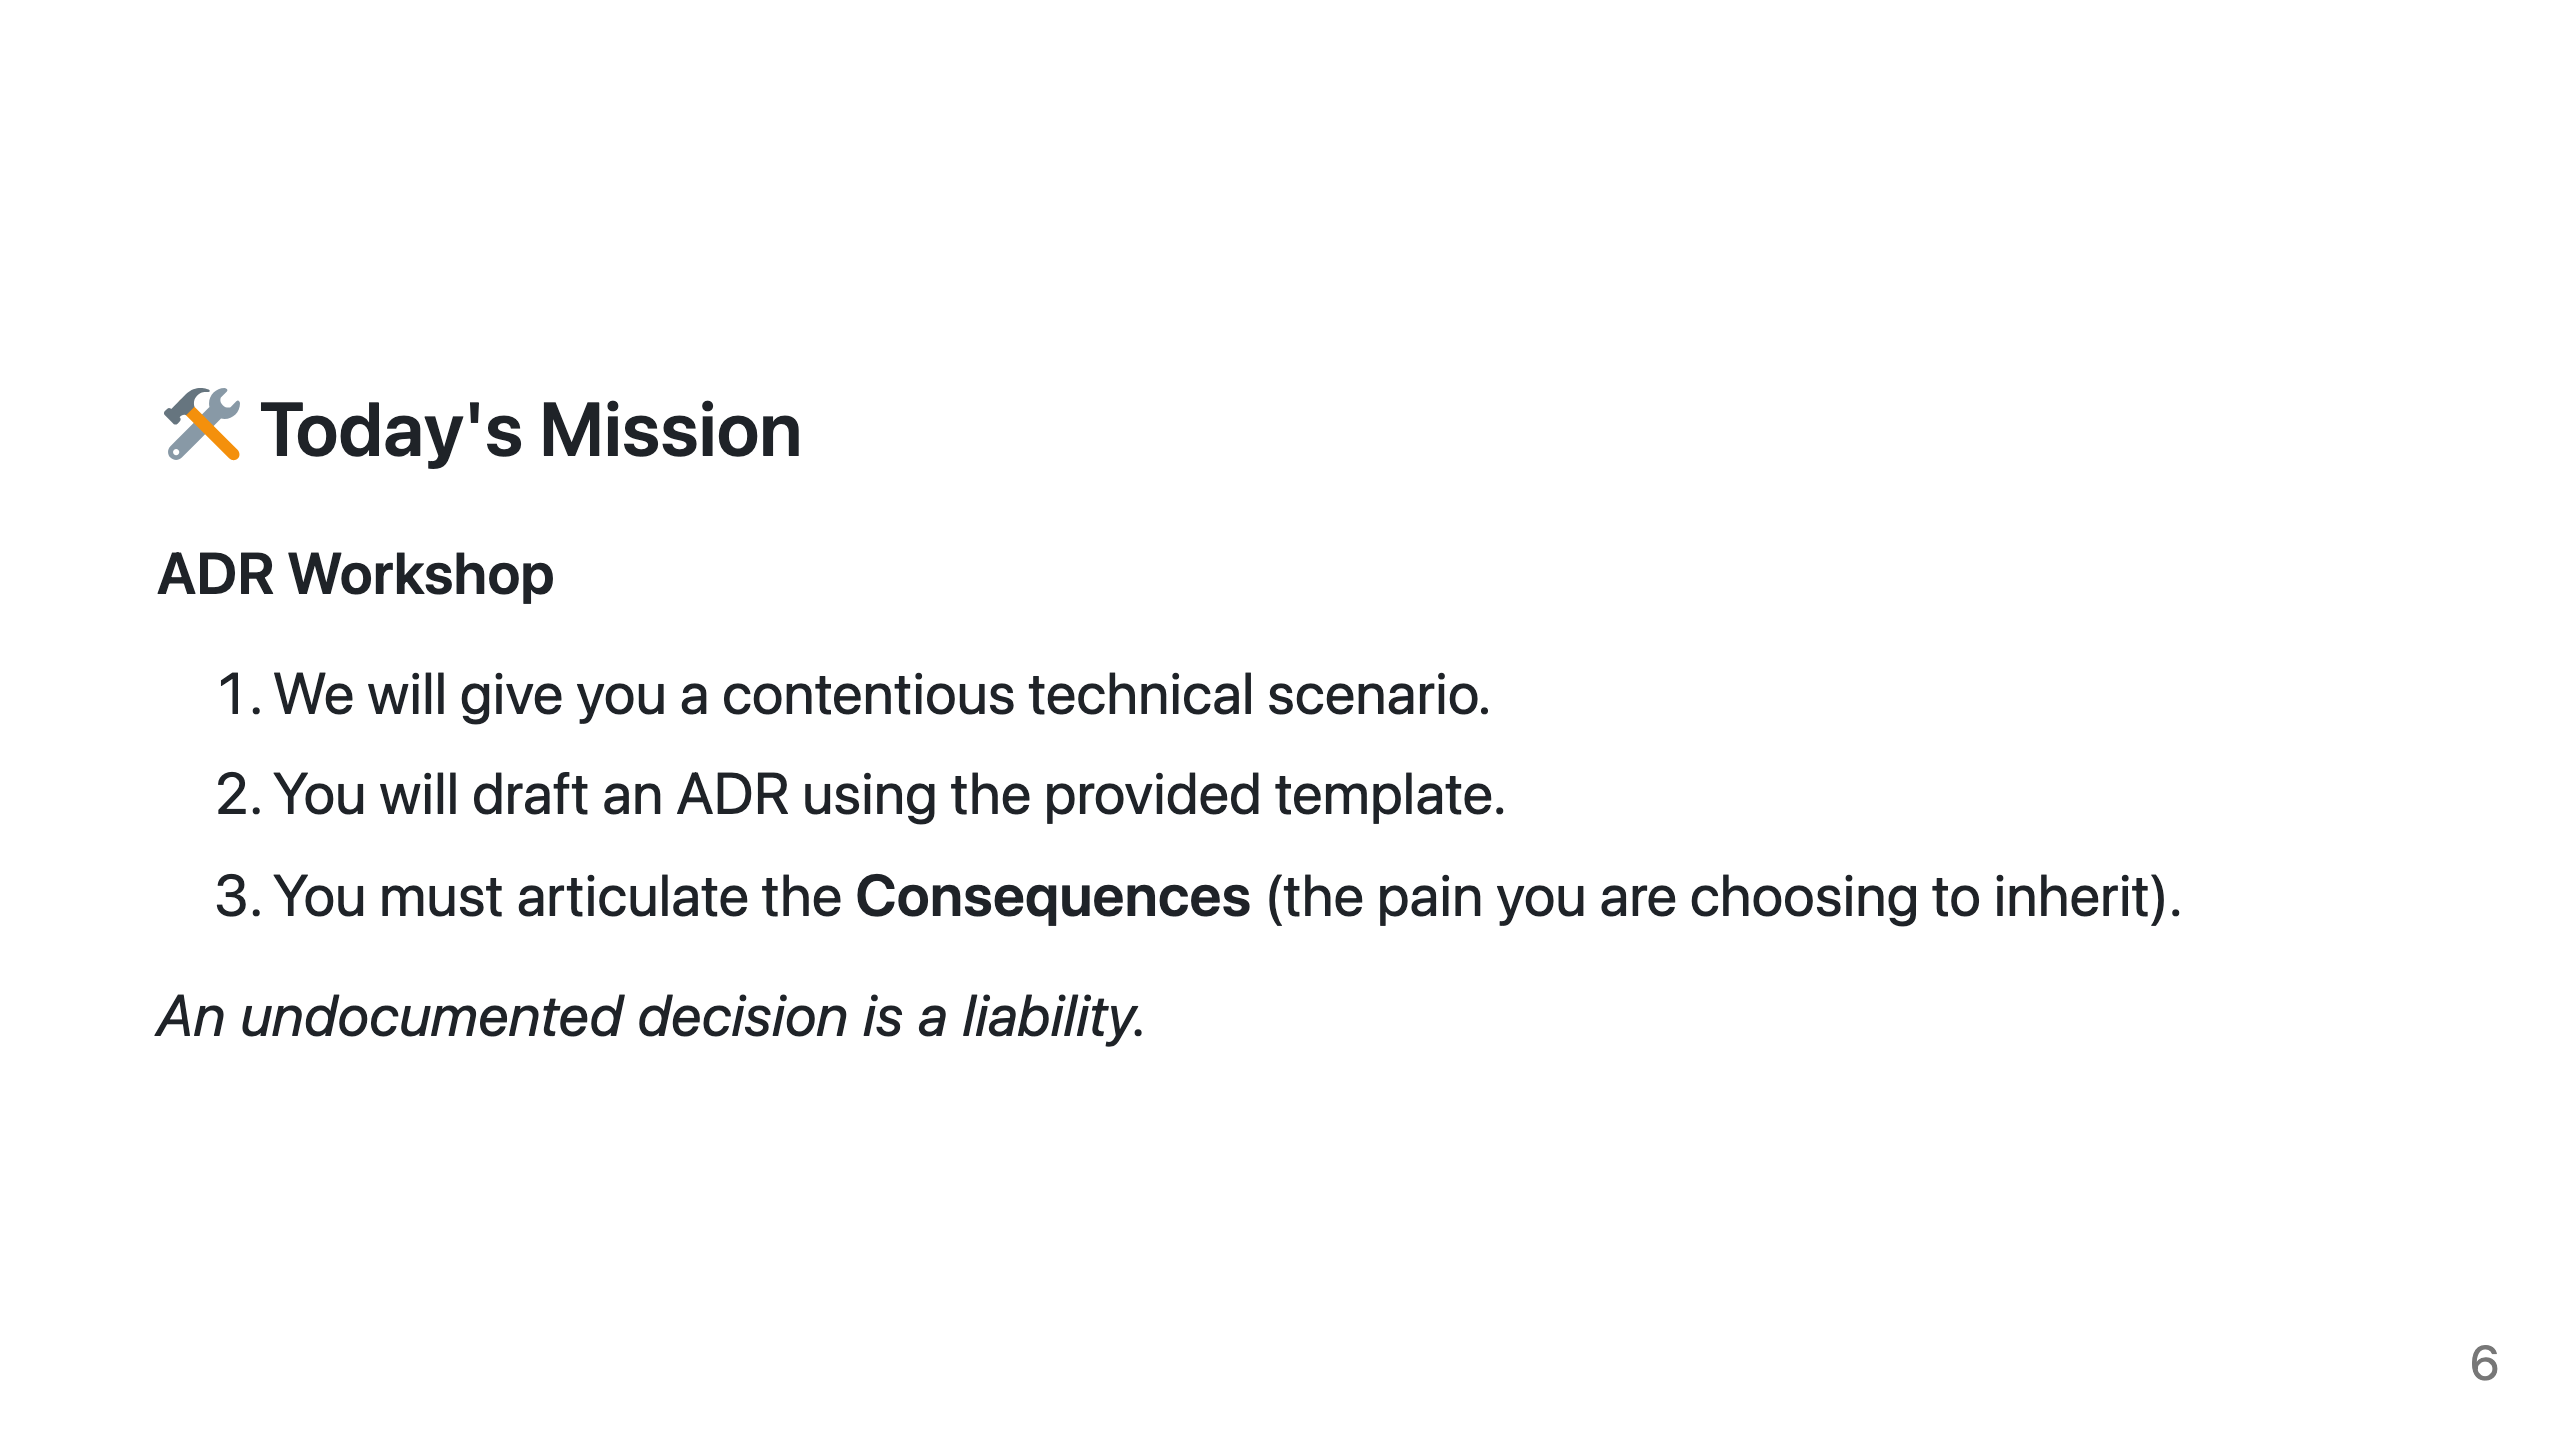 🛠️ Today's Mission
ADR Workshop
1. We will give you a contentious technical scenario.
2. You will draft an ADR using the provided template.
3. You must articulate the Consequences (the pain you are choosing to inherit).
An undocumented decision is a liability.
6